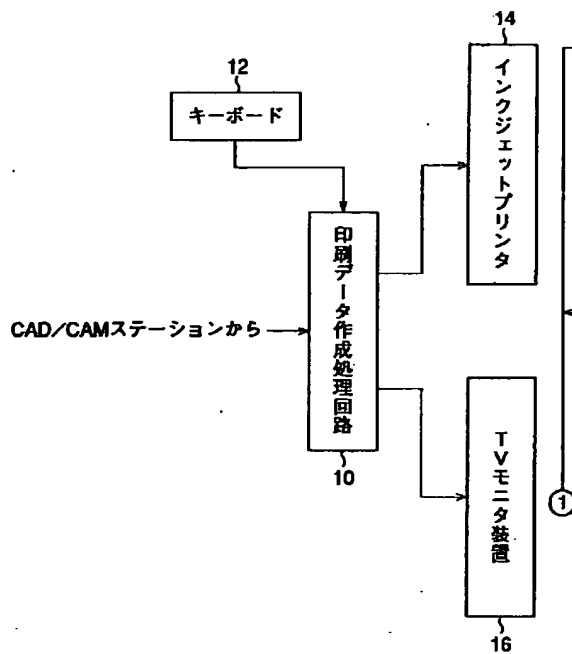 14
インクジェットプリンタ
12
キーボード
印刷データ作成処理回路
CAD/CAMステーションから
10
TVモニタ装置
1
16